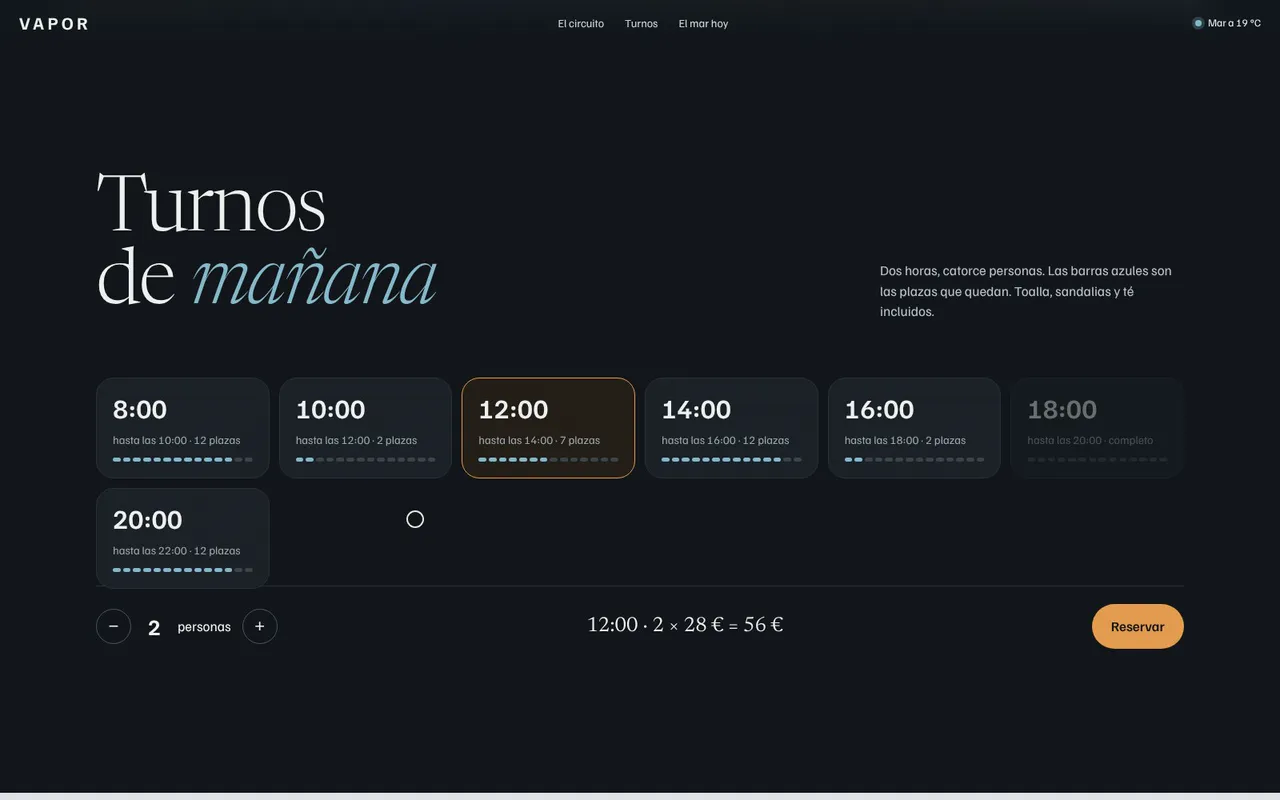 VAPOR
El circuito
Turnos
El mar hoy
Mar a 19 °C
Turnos
de mañana
Dos horas, catorce personas. Las barras azules son
las plazas que quedan. Toalla, sandalias y té
incluidos.
8:00
hasta las 10:00 · 12 plazas
10:00
hasta las 12:00 · 2 plazas
12:00
hasta las 14:00 · 7 plazas
14:00
hasta las 16:00 · 12 plazas
16:00
hasta las 18:00 · 2 plazas
18:00
hasta las 20:00 · completo
20:00
hasta las 22:00 · 12 plazas
− 2 personas +
12:00 · 2 × 28 € = 56 €
Reservar